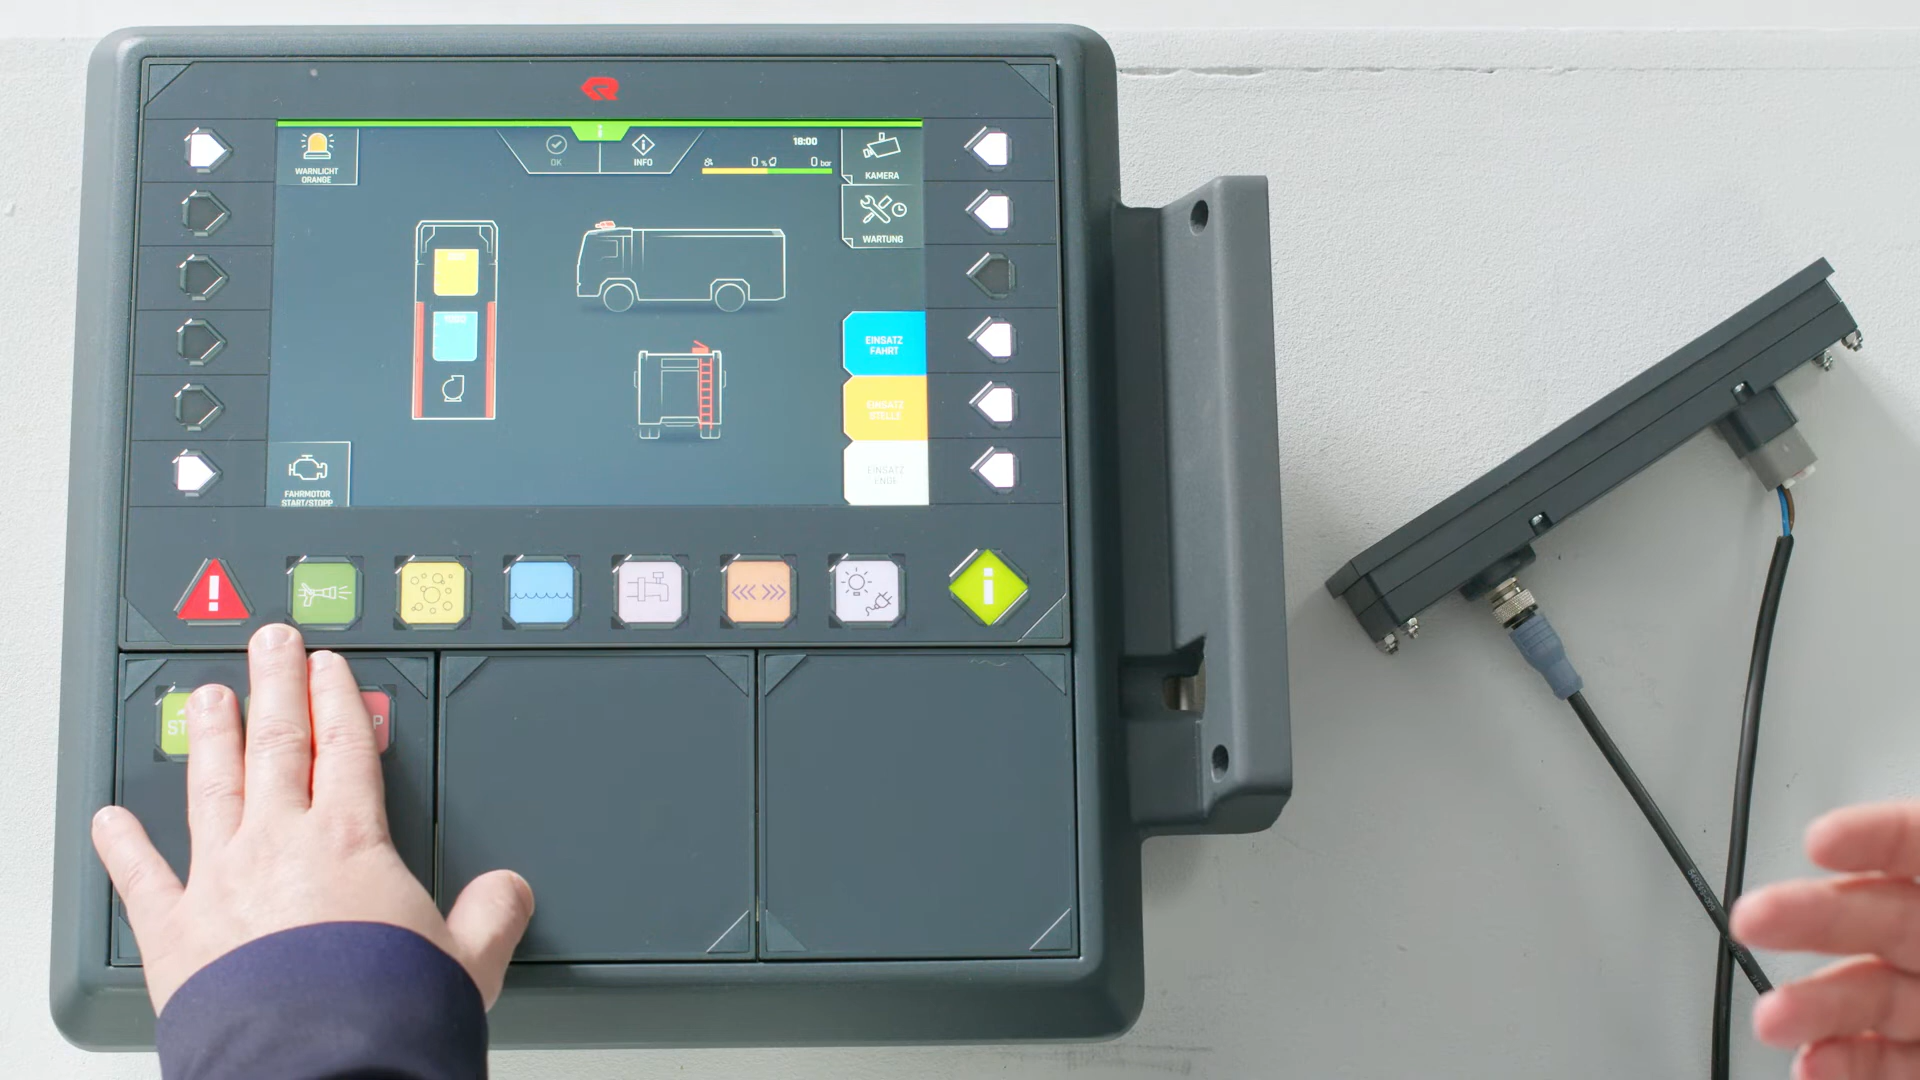 WARNLICHT
ORANGE
OK
INFO
18:00
0 %
0 bar
KAMERA
WARTUNG
EINSATZ
FAHRT
EINSATZ
STELLE
EINSATZ
ENDE
FAHRMOTOR
START/STOPP
!
i
ST
P